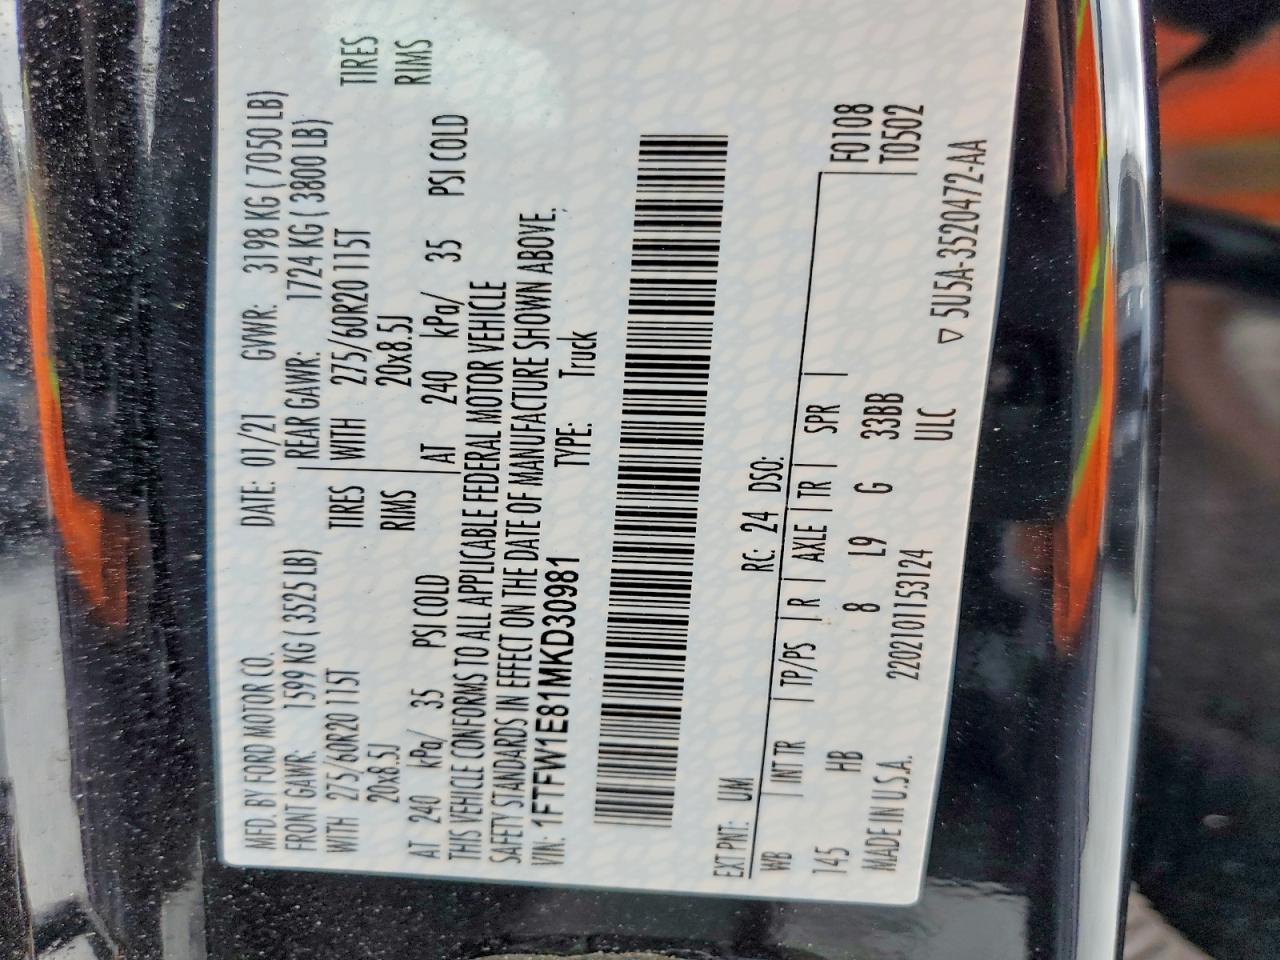 MFD. BY FORD MOTOR CO. DATE: 01/21 GVWR: 3198 KG ( 7050 LB)
FRONT GAWR: 1599 KG ( 3525 LB) REAR GAWR: 1724 KG ( 3800 LB)
WITH 275/60R20 115T TIRES WITH 275/60R20 115T TIRES
20x8.5J RIMS 20x8.5J RIMS
AT 240 kPa/ 35 PSI COLD AT 240 kPa/ 35 PSI COLD
THIS VEHICLE CONFORMS TO ALL APPLICABLE FEDERAL MOTOR VEHICLE
SAFETY STANDARDS IN EFFECT ON THE DATE OF MANUFACTURE SHOWN ABOVE.
VIN: 1FTFW1E81MKD30981 TYPE: Truck
EXT PNT: UM RC: 24 DSO:
WB INT TR TP/PS R AXLE TR SPR F0108
145 HB 8 L9 G 33BB T0502
MADE IN U.S.A. 2202101153124 ULC
▽ 5U5A-3520472-AA